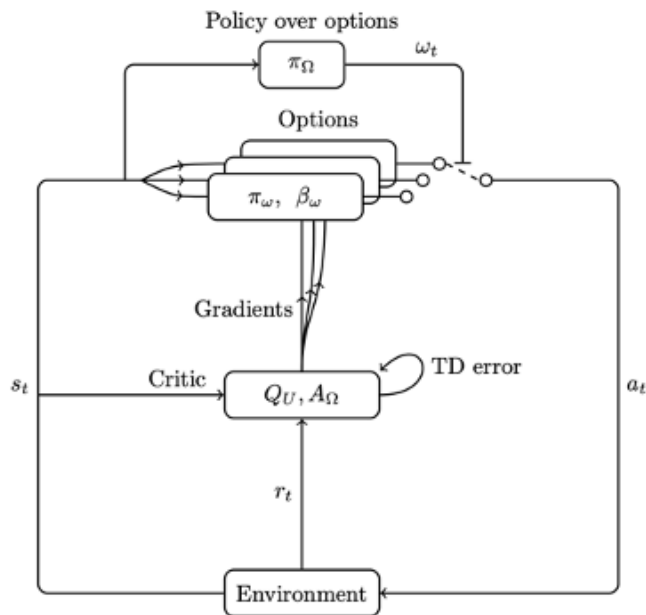 Policy over options
π_Ω
ω_t
Options
π_ω, β_ω
Gradients
Critic
TD error
s_t
Q_U, A_Ω
a_t
r_t
Environment